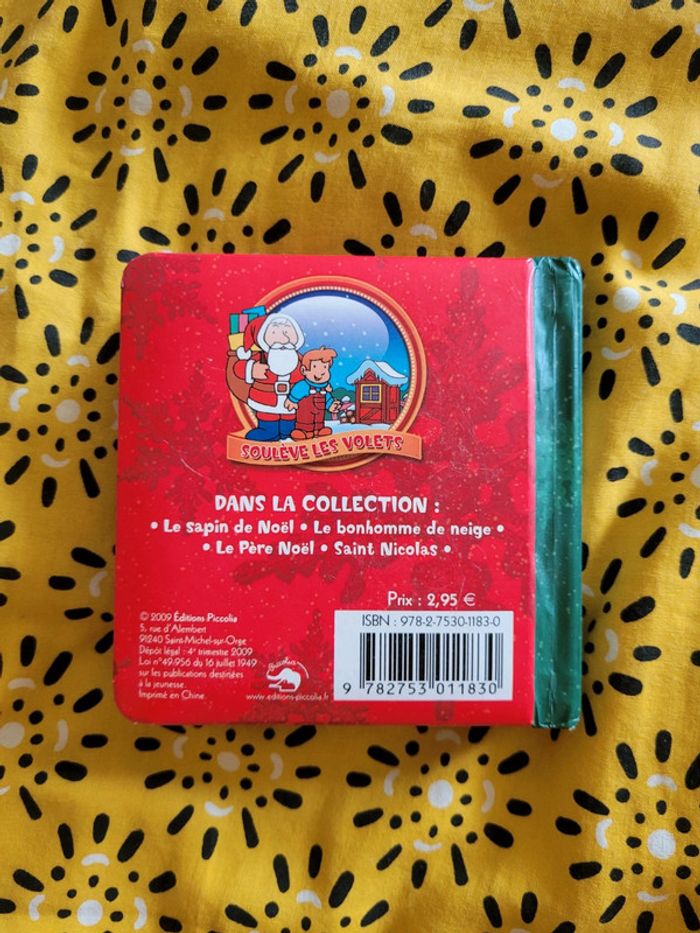 SOULÈVE LES VOLETS
DANS LA COLLECTION :
• Le sapin de Noël • Le bonhomme de neige •
• Le Père Noël • Saint Nicolas •
Prix : 2,95 €
© 2009 Éditions Piccolia
5, rue d'Alembert
91240 Saint-Michel-sur-Orge
Dépôt légal : 4e trimestre 2009
Loi n°49-956 du 16 juillet 1949
sur les publications destinées
à la jeunesse.
Imprimé en Chine.
Piccolia
www.editions-piccolia.fr
ISBN : 978-2-7530-1183-0
9 782753 011830